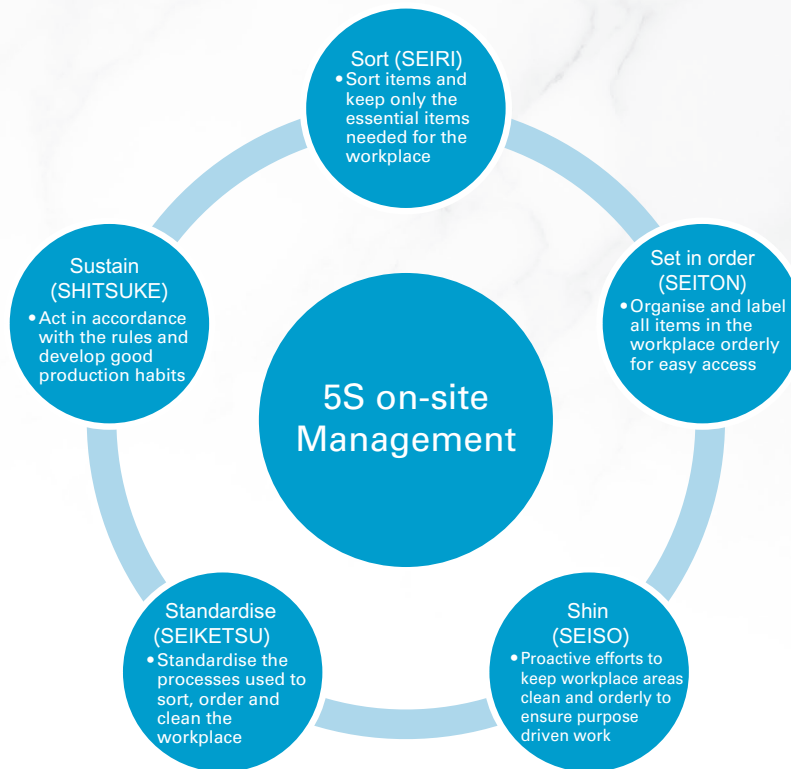 Sort (SEIRI)
• Sort items and
keep only the
essential items
needed for the
workplace
Set in order
(SEITON)
• Organise and label
all items in the
workplace orderly
for easy access
Shin
(SEISO)
• Proactive efforts to
keep workplace areas
clean and orderly to
ensure purpose
driven work
Standardise
(SEIKETSU)
• Standardise the
processes used to
sort, order and
clean the
workplace
Sustain
(SHITSUKE)
• Act in accordance
with the rules and
develop good
production habits
5S on-site
Management